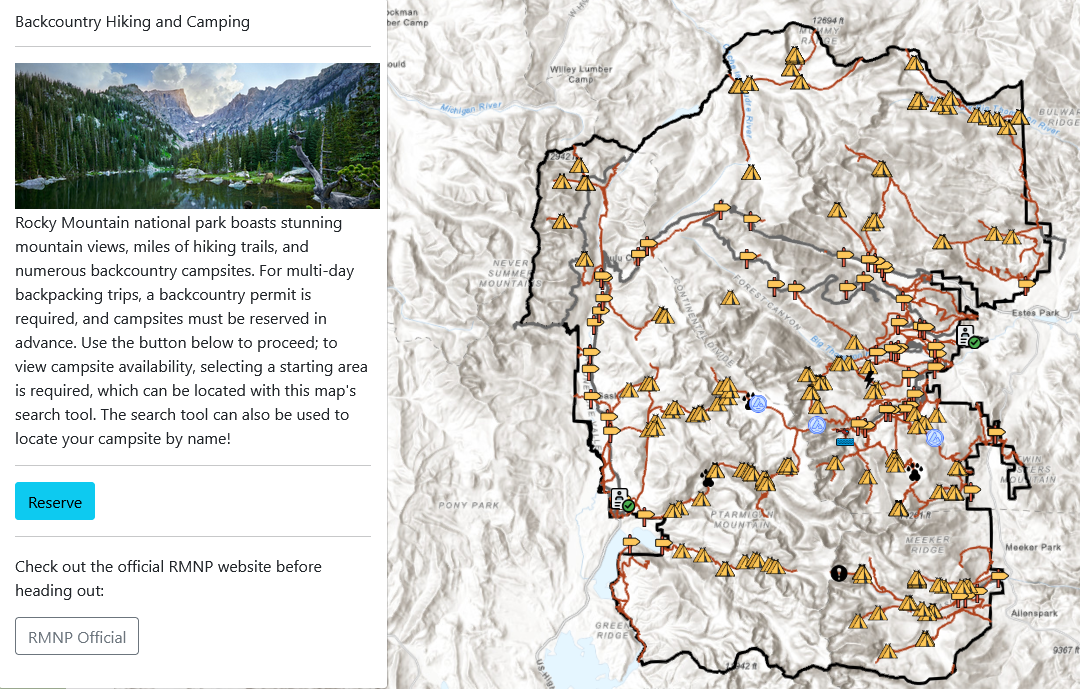 Backcountry Hiking and Camping
Rocky Mountain national park boasts stunning
mountain views, miles of hiking trails, and
numerous backcountry campsites. For multi-day
backpacking trips, a backcountry permit is
required, and campsites must be reserved in
advance. Use the button below to proceed; to
view campsite availability, selecting a starting area
is required, which can be located with this map's
search tool. The search tool can also be used to
locate your campsite by name!
Reserve
Check out the official RMNP website before
heading out:
RMNP Official
12694 ft
MUMMY
RANGE
Willey Lumber
Camp
Michigan River
NEVER
SUMMER
MOUNTAINS
FOREST CANYON
Estes Park
PONY PARK
PTARMIGAN
MOUNTAIN
MOUNTAIN
MEEKER
RIDGE
Meeker Park
Allenspark
GREEN
RIDGE
9367 ft